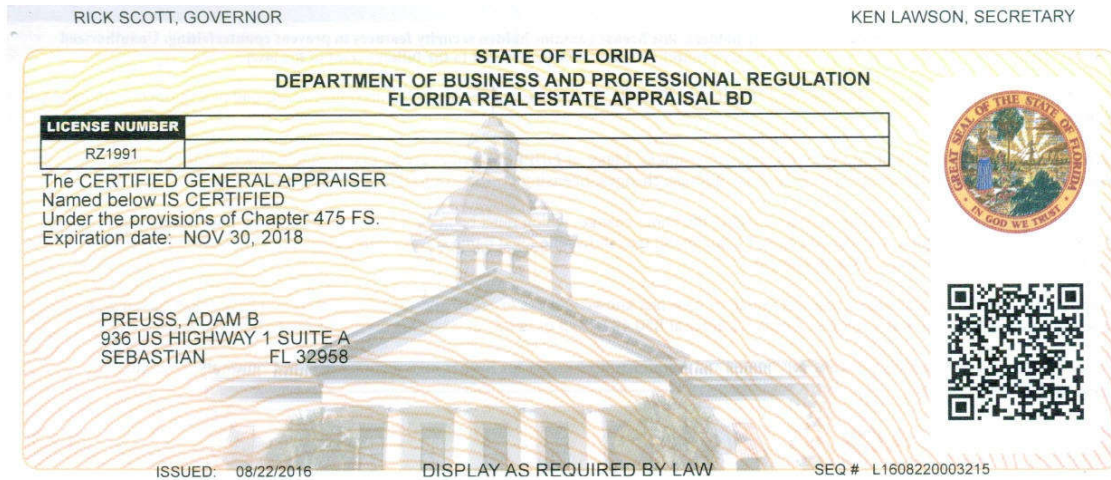 RICK SCOTT, GOVERNOR
KEN LAWSON, SECRETARY
STATE OF FLORIDA
DEPARTMENT OF BUSINESS AND PROFESSIONAL REGULATION
FLORIDA REAL ESTATE APPRAISAL BD
LICENSE NUMBER
RZ1991
The CERTIFIED GENERAL APPRAISER
Named below IS CERTIFIED
Under the provisions of Chapter 475 FS.
Expiration date: NOV 30, 2018
PREUSS, ADAM B
936 US HIGHWAY 1 SUITE A
SEBASTIAN FL 32958
GREAT SEAL OF THE STATE OF FLORIDA
IN GOD WE TRUST
ISSUED: 08/22/2016
DISPLAY AS REQUIRED BY LAW
SEQ # L1608220003215